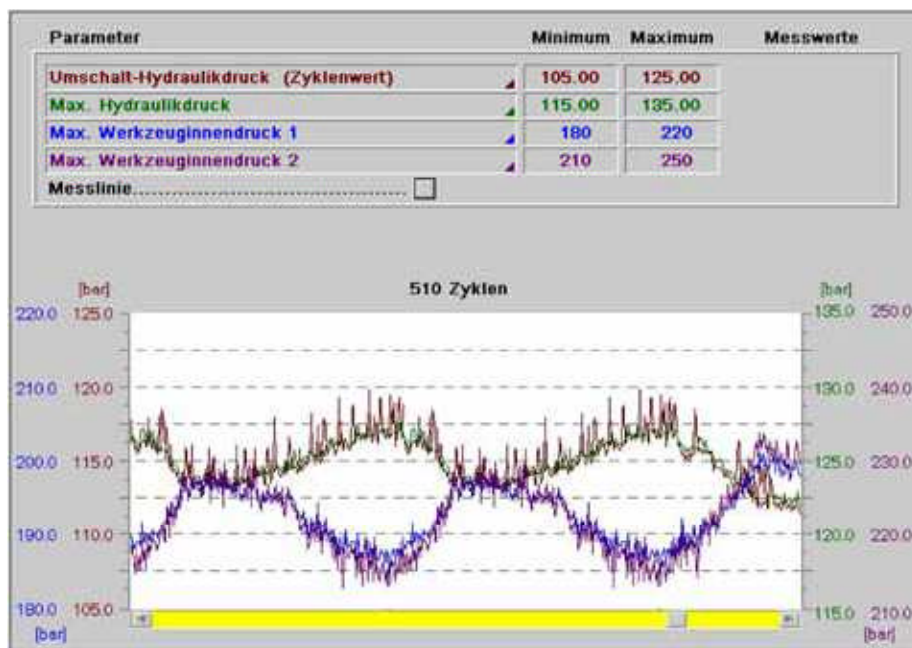 Parameter Minimum Maximum Messwerte
Umschalt-Hydraulikdruck (Zyklenwert) 105.00 125.00
Max. Hydraulikdruck 115.00 135.00
Max. Werkzeuginnendruck 1 180 220
Max. Werkzeuginnendruck 2 210 250
Messlinie........................................
510 Zyklen
[bar] [bar]
220.0 125.0 135.0 250.0
210.0 120.0 130.0 240.0
200.0 115.0 125.0 230.0
190.0 110.0 120.0 220.0
180.0 105.0 115.0 210.0
[bar] [bar]